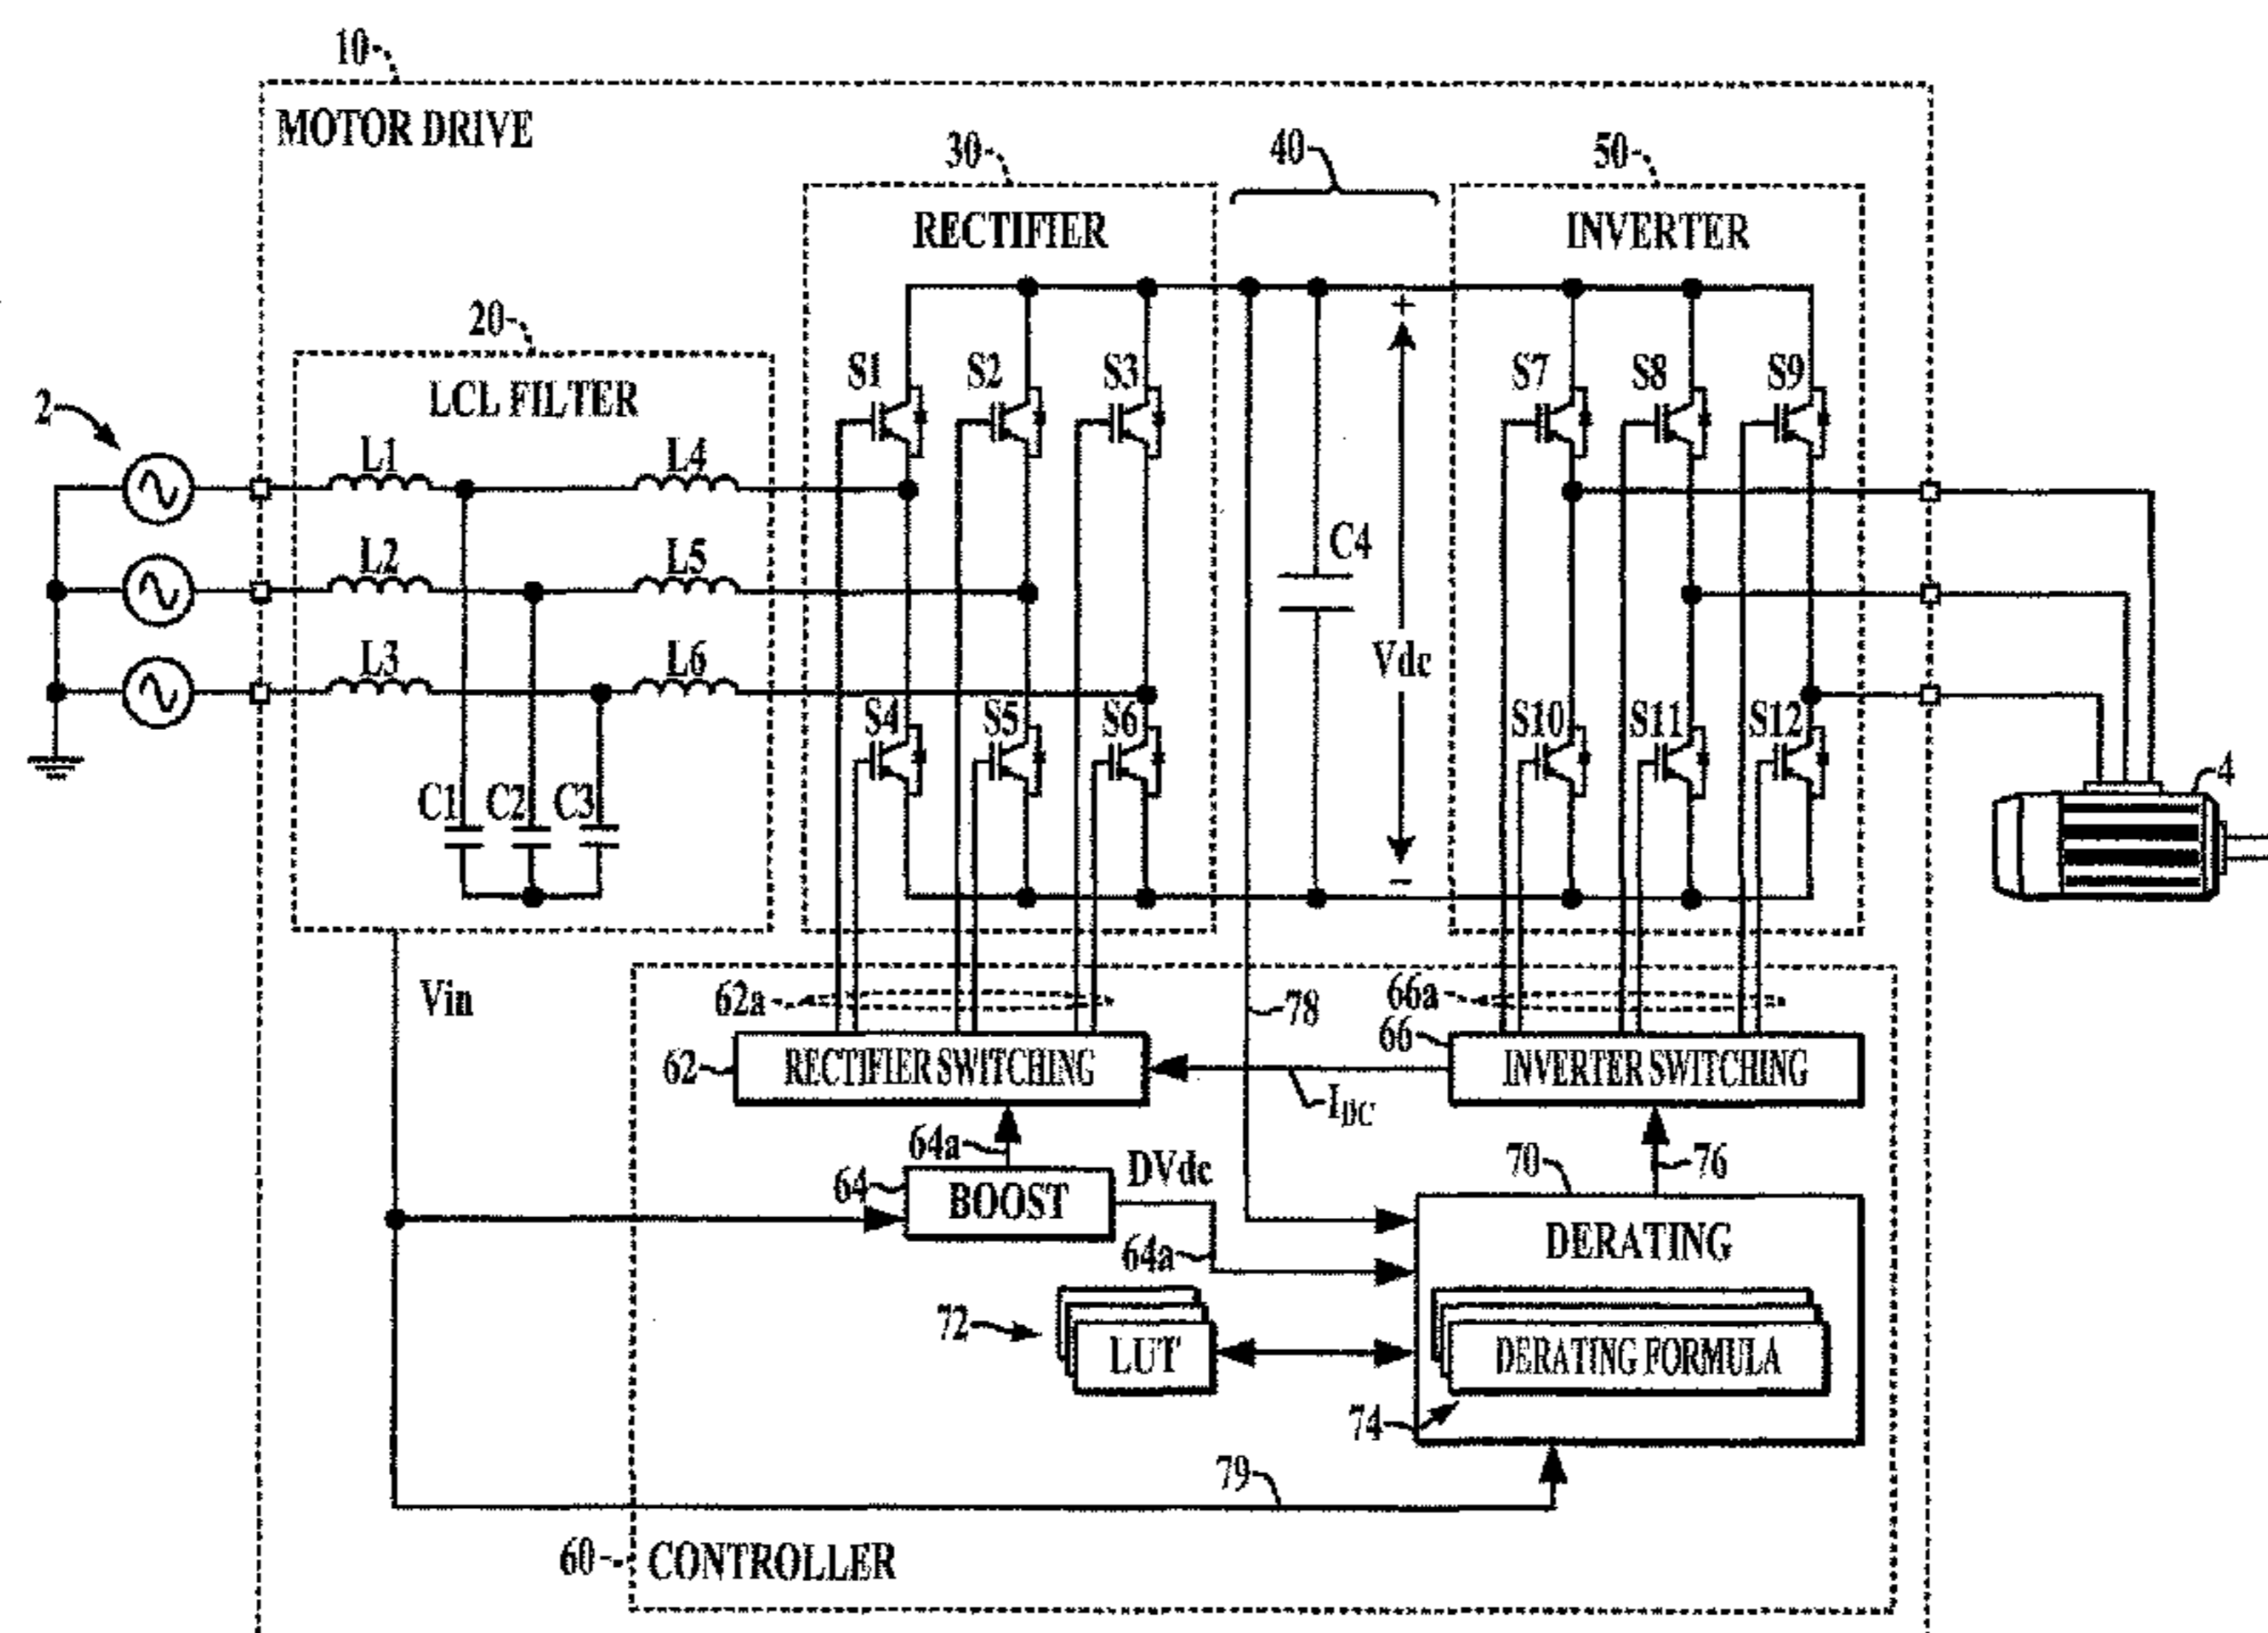 10
MOTOR DRIVE
30
40
50
RECTIFIER
INVERTER
20
LCL FILTER
2
S1
S2
S3
S7
S8
S9
L1
L4
L2
L5
C4
L3
L6
Vdc
+
−
S4
S5
S6
S10
S11
S12
4
C1
C2
C3
Vin
62a
78
66a
66
62
RECTIFIER SWITCHING
INVERTER SWITCHING
IDC
64a
DVdc
70
76
64
BOOST
DERATING
64a
72
LUT
DERATING FORMULA
74
79
60
CONTROLLER